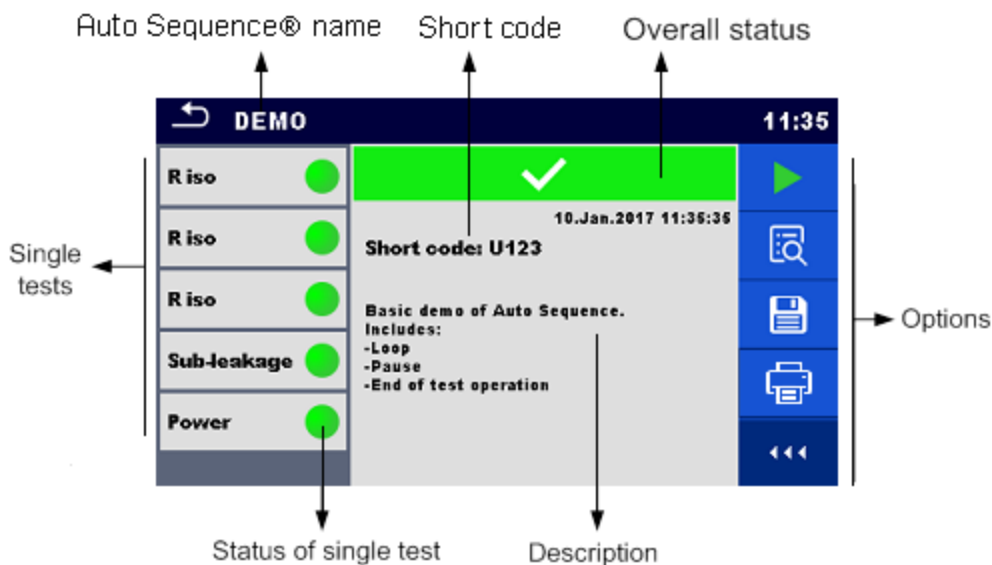 Auto Sequence® name Short code Overall status
DEMO 11:35
R iso
10.Jan.2017 11:35:35
R iso
Short code: U123
Single
tests
R iso
Basic demo of Auto Sequence.
Includes:
-Loop
-Pause
-End of test operation
Options
Sub-leakage
Power
Status of single test Description